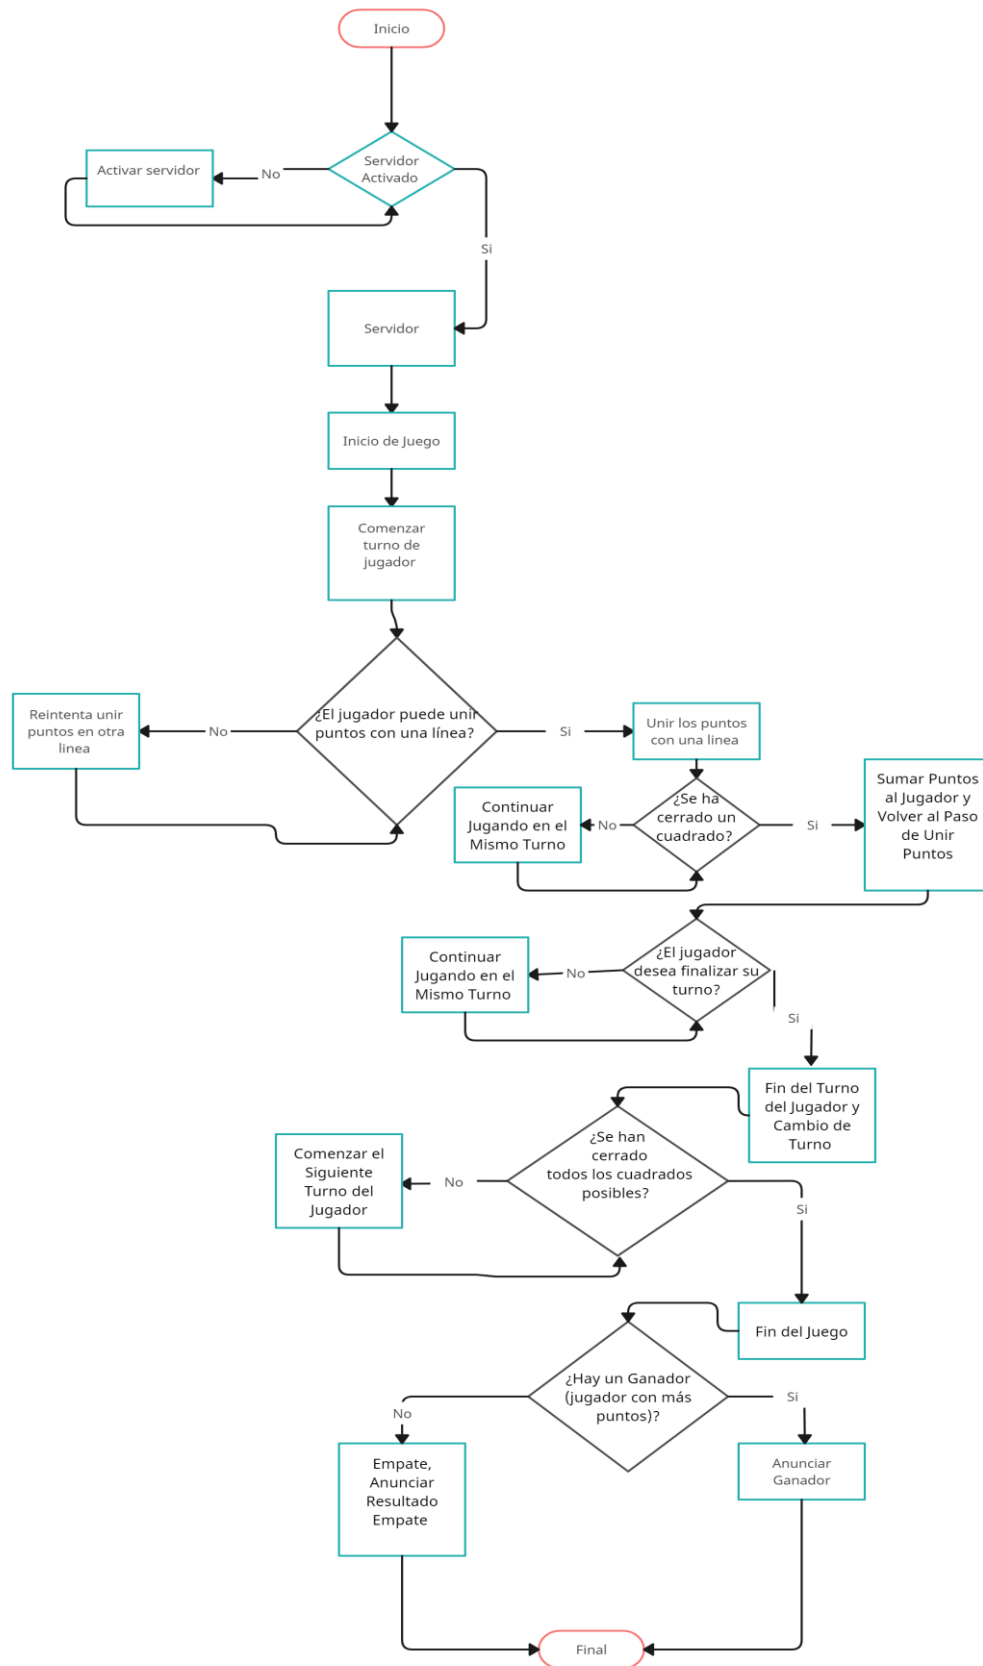 Inicio
Servidor
Activado
No
Activar servidor
Si
Servidor
Inicio de Juego
Comenzar
turno de
jugador
¿El jugador puede unir
puntos con una línea?
No
Reintenta unir
puntos en otra
linea
Si
Unir los puntos
con una linea
¿Se ha
cerrado un
cuadrado?
No
Continuar
Jugando en el
Mismo Turno
Si
Sumar Puntos
al Jugador y
Volver al Paso
de Unir
Puntos
¿El jugador
desea finalizar su
turno?
No
Continuar
Jugando en el
Mismo Turno
Si
Fin del Turno
del Jugador y
Cambio de
Turno
¿Se han
cerrado
todos los cuadrados
posibles?
No
Comenzar el
Siguiente
Turno del
Jugador
Si
Fin del Juego
¿Hay un Ganador
(jugador con más
puntos)?
No
Empate,
Anunciar
Resultado
Empate
Si
Anunciar
Ganador
Final